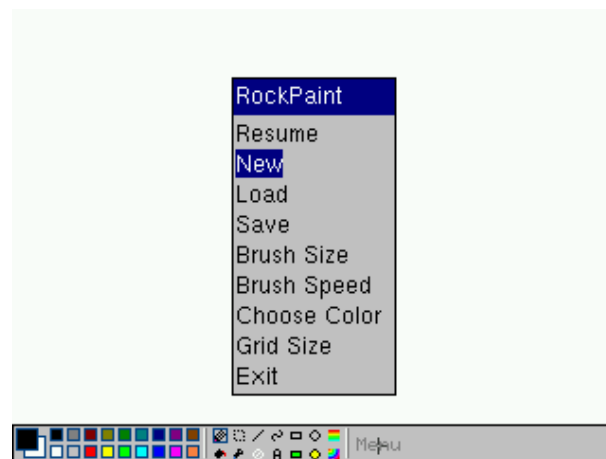 RockPaint
Resume
New
Load
Save
Brush Size
Brush Speed
Choose Color
Grid Size
Exit
Menu